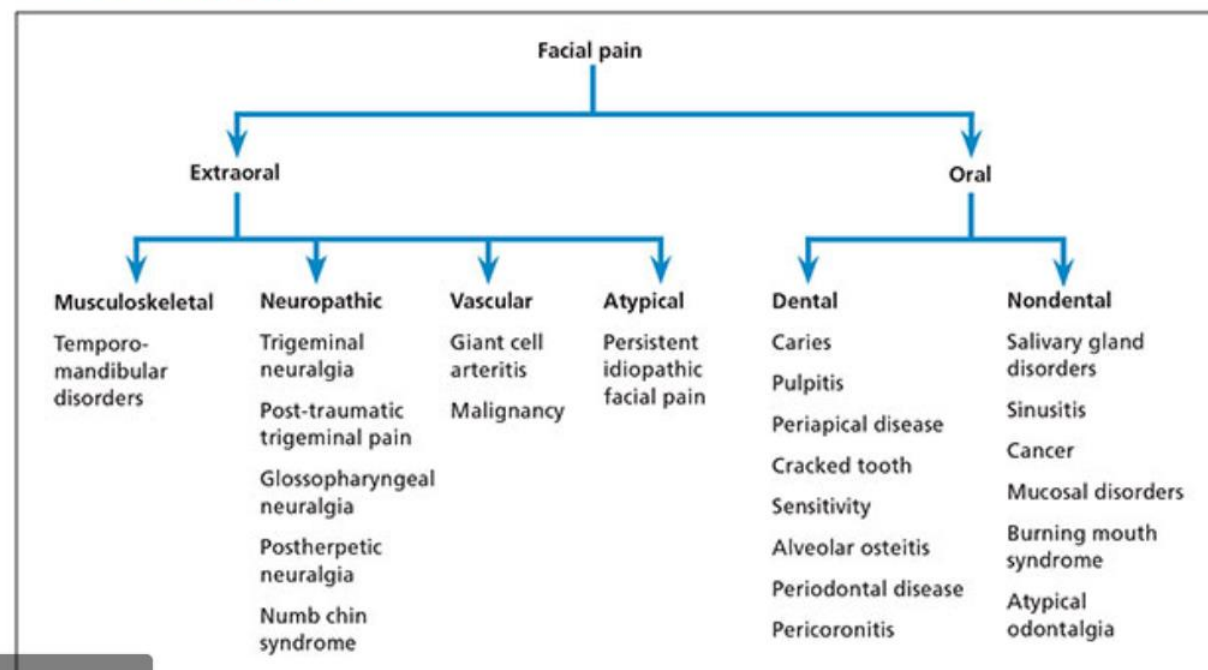 Facial pain
Extraoral
Oral
Musculoskeletal
Temporo-
mandibular
disorders
Neuropathic
Trigeminal
neuralgia
Post-traumatic
trigeminal pain
Glossopharyngeal
neuralgia
Postherpetic
neuralgia
Numb chin
syndrome
Vascular
Giant cell
arteritis
Malignancy
Atypical
Persistent
idiopathic
facial pain
Dental
Caries
Pulpitis
Periapical disease
Cracked tooth
Sensitivity
Alveolar osteitis
Periodontal disease
Pericoronitis
Nondental
Salivary gland
disorders
Sinusitis
Cancer
Mucosal disorders
Burning mouth
syndrome
Atypical
odontalgia